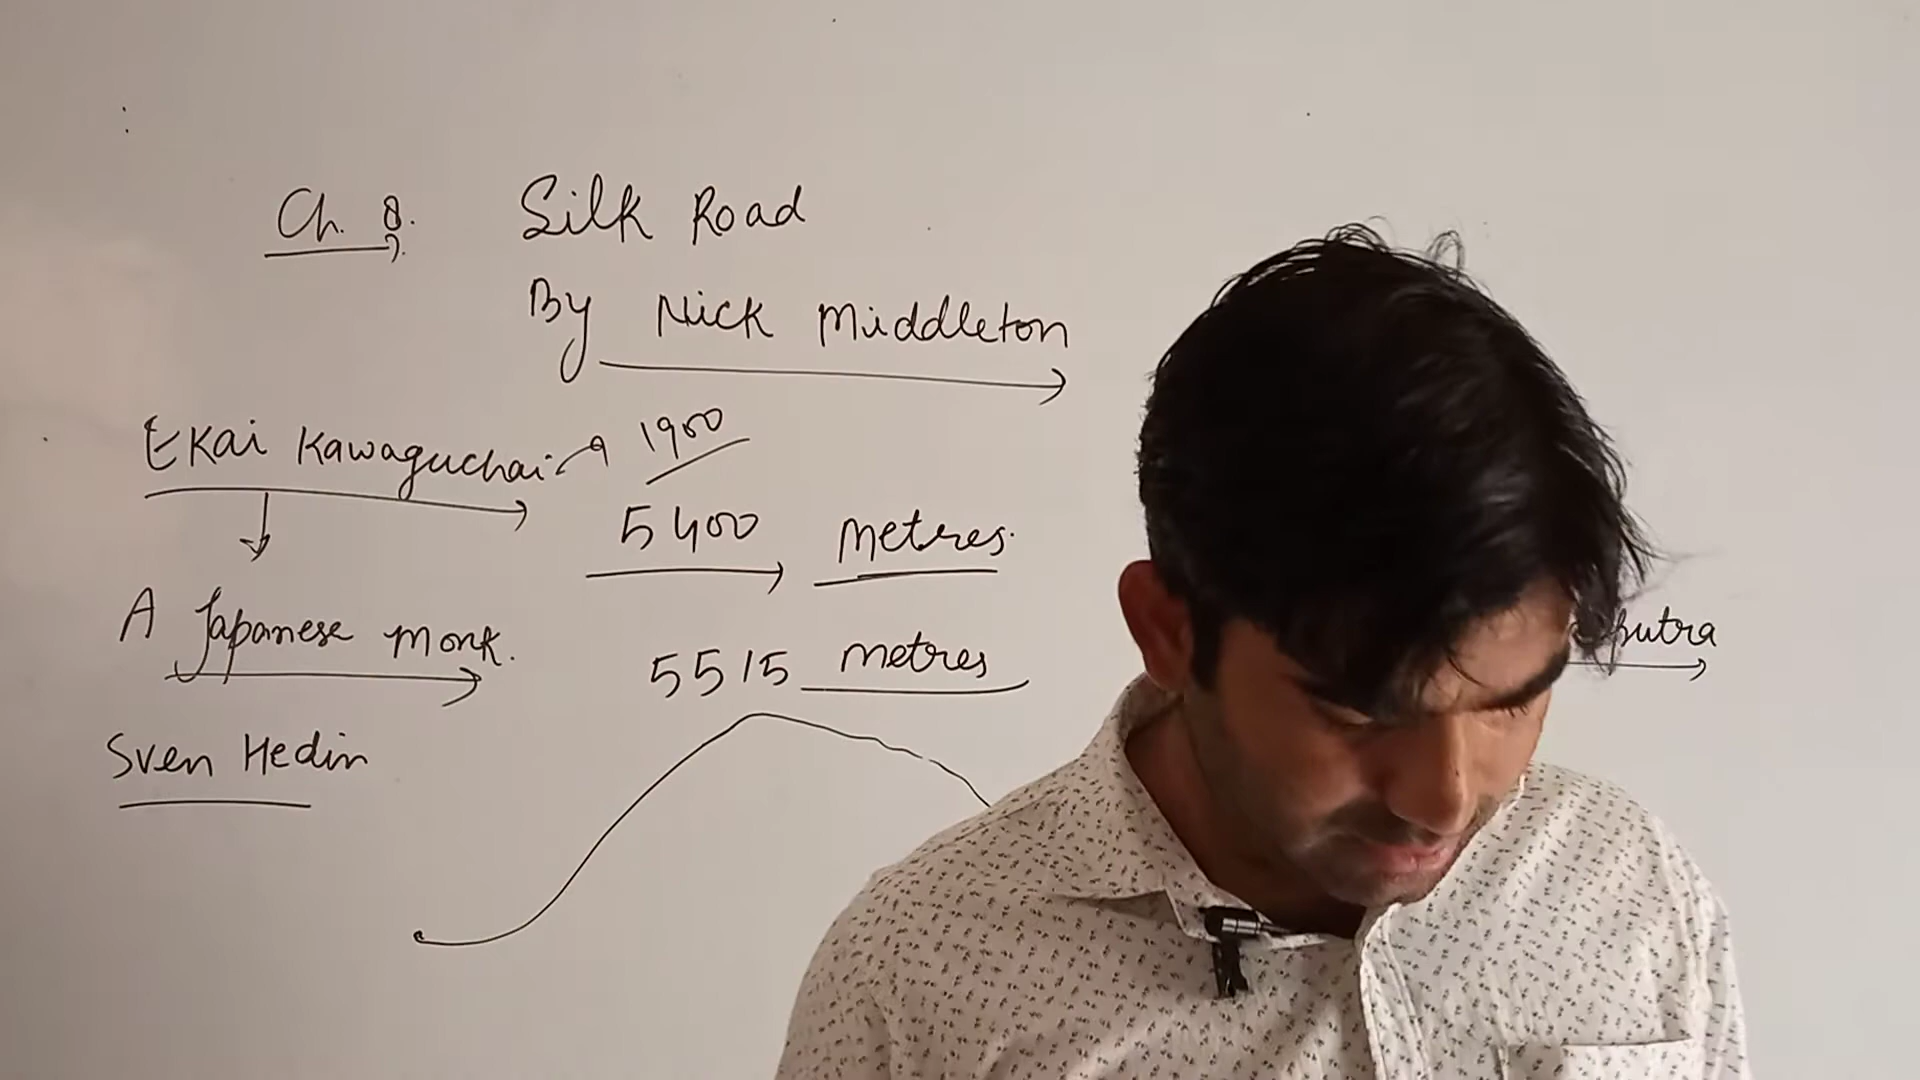 Ch. 8. Silk Road
By Nick Middleton
Ekai Kawaguchai 1900
5400 metres.
A Japanese monk.
5515 metres
Sven Hedin